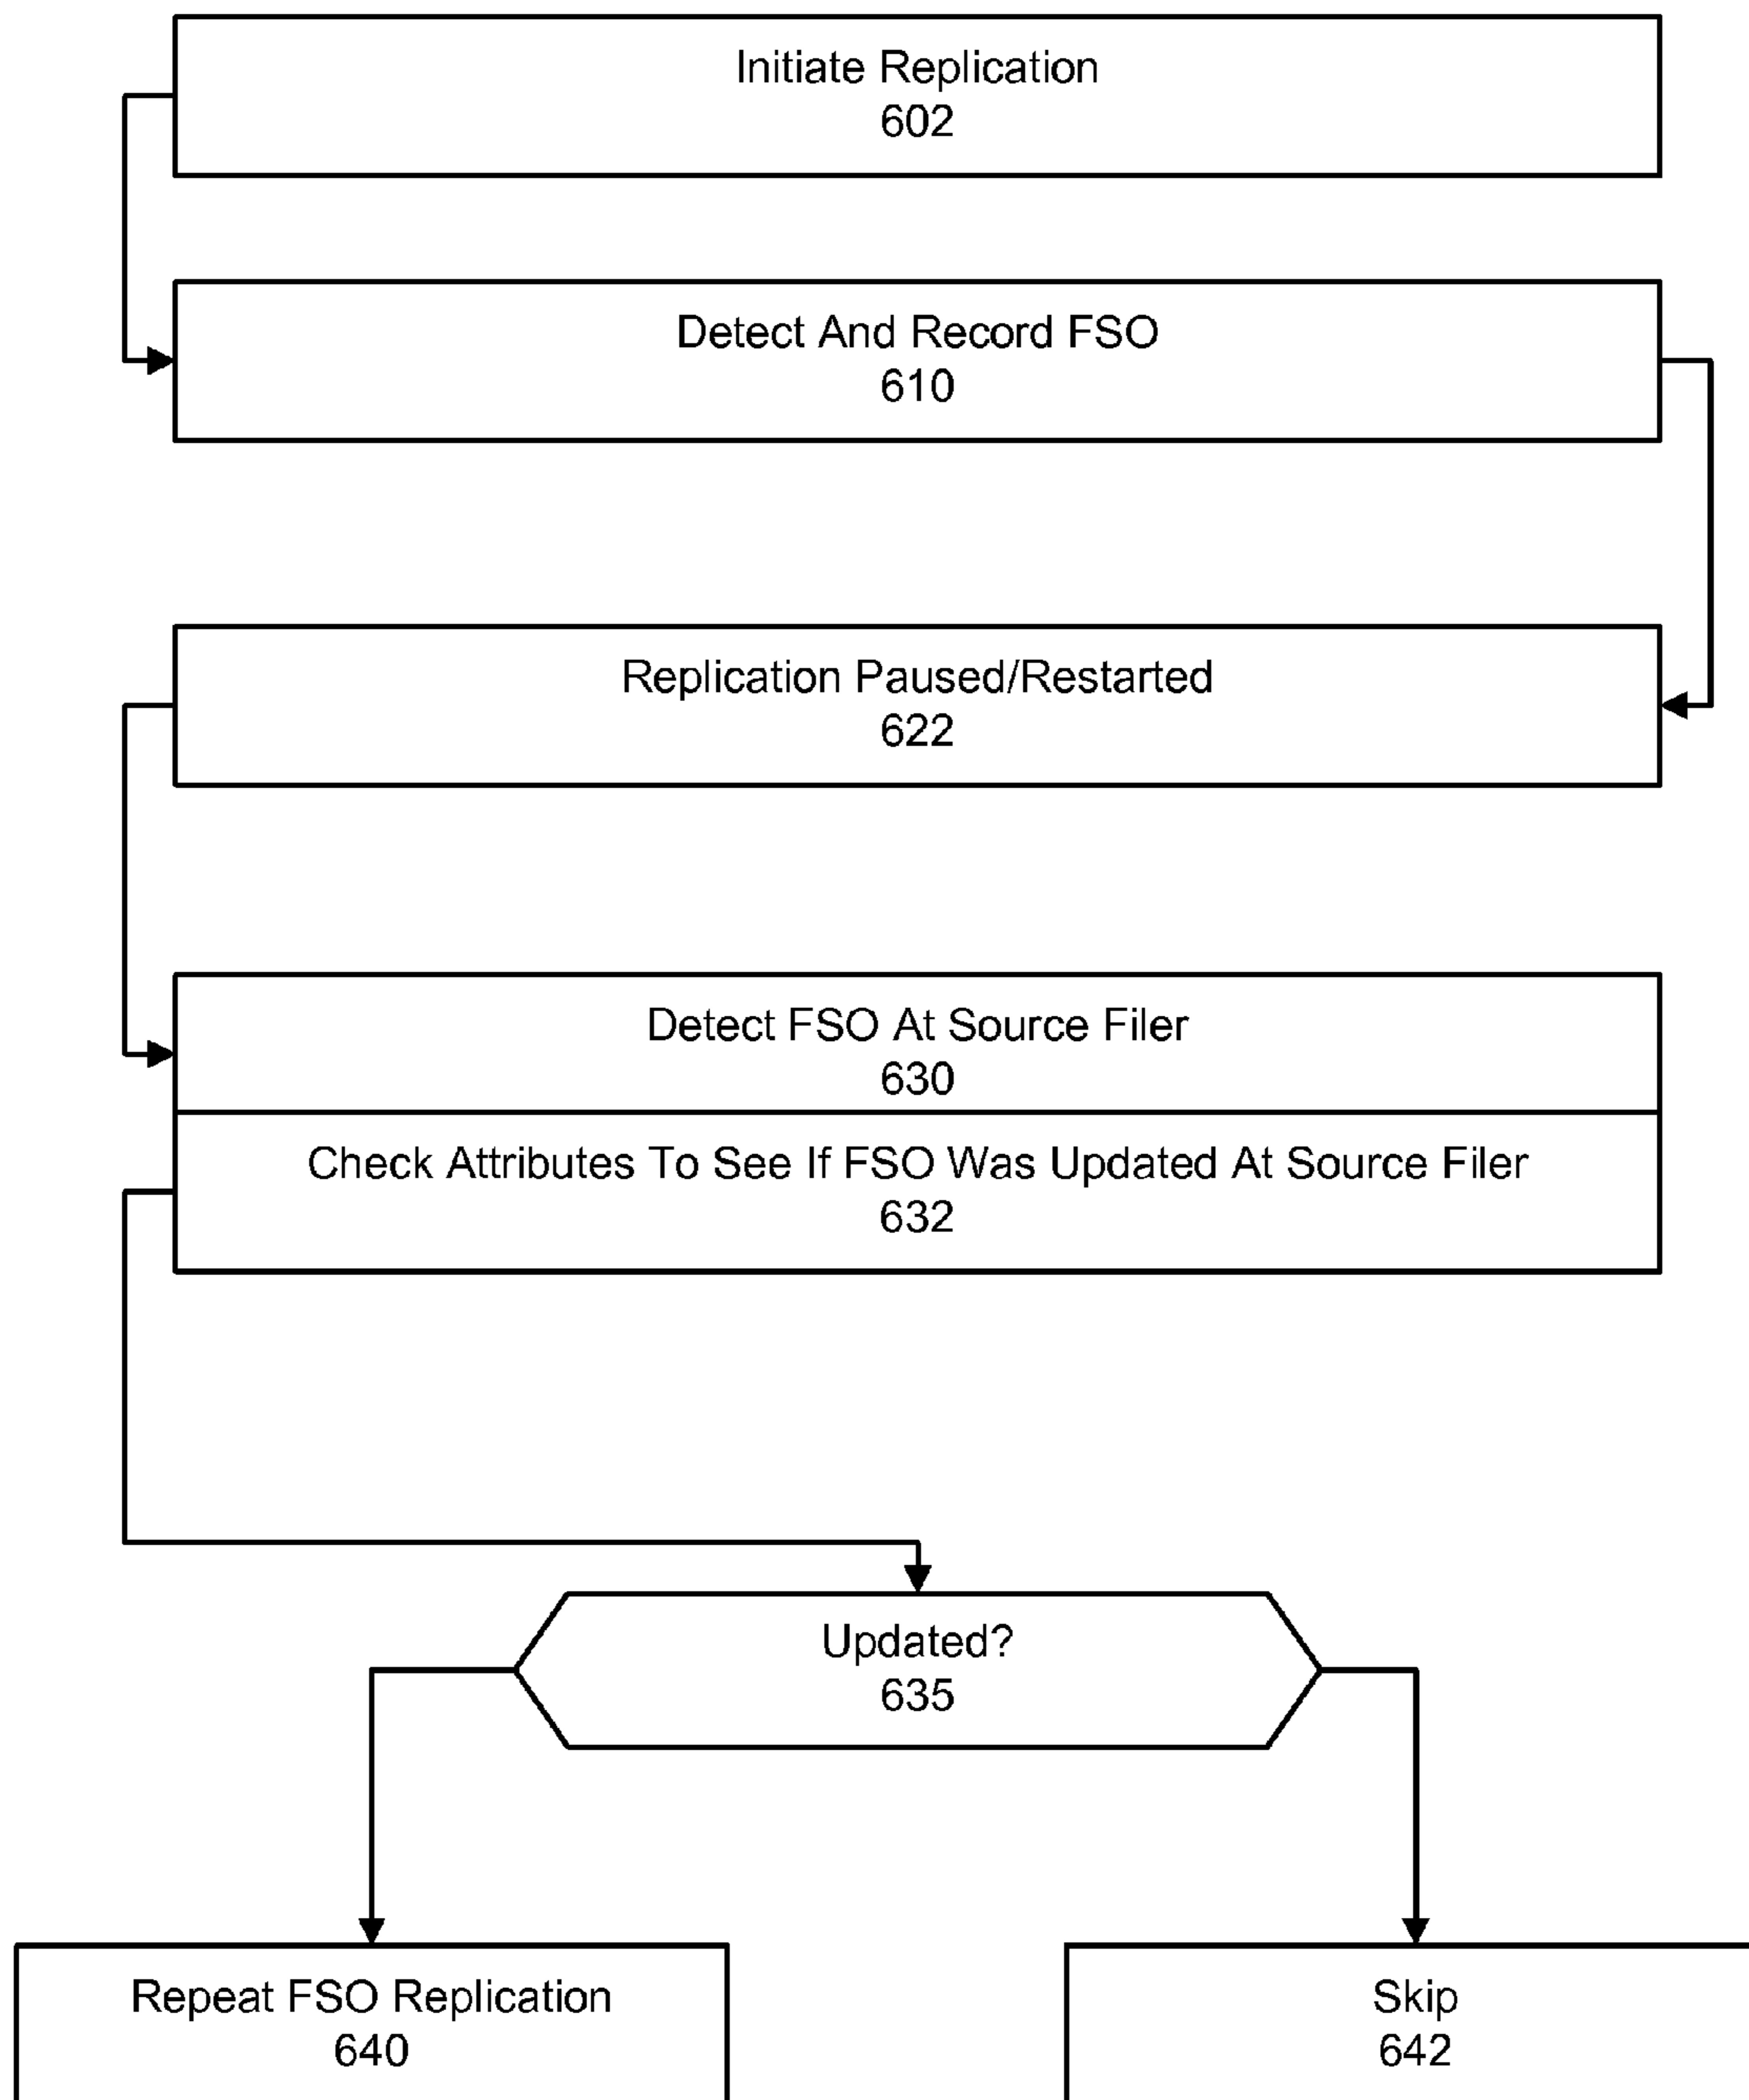 Initiate Replication
602
Detect And Record FSO
610
Replication Paused/Restarted
622
Detect FSO At Source Filer
630
Check Attributes To See If FSO Was Updated At Source Filer
632
Updated?
635
Repeat FSO Replication
640
Skip
642